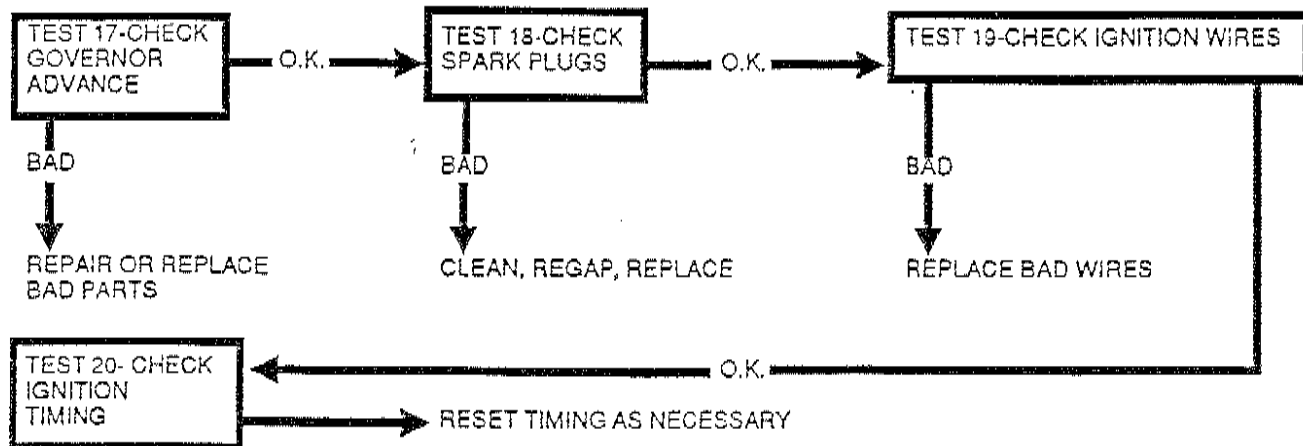 TEST 17-CHECK
GOVERNOR
ADVANCE
O.K.
TEST 18-CHECK
SPARK PLUGS
O.K.
TEST 19-CHECK IGNITION WIRES
BAD
BAD
BAD
REPAIR OR REPLACE
BAD PARTS
CLEAN, REGAP, REPLACE
REPLACE BAD WIRES
TEST 20- CHECK
IGNITION
TIMING
O.K.
RESET TIMING AS NECESSARY